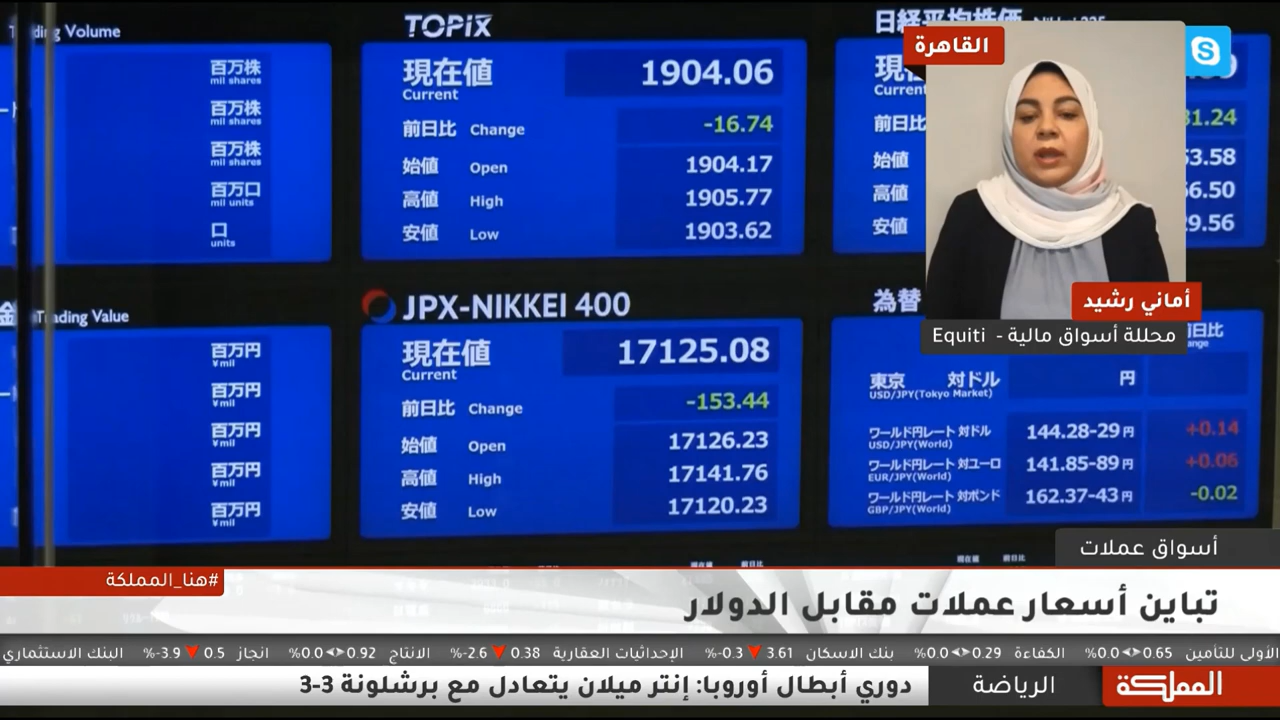 Trading Volume
百万株
mil shares
百万株
mil shares
百万株
mil shares
百万口
mil units
口
units
Trading Value
百万円
¥mil
百万円
¥mil
百万円
¥mil
百万円
¥mil
百万円
¥mil
TOPIX
現在値 1904.06
Current
前日比 Change -16.74
始値 Open 1904.17
高値 High 1905.77
安値 Low 1903.62
JPX-NIKKEI 400
現在値 17125.08
Current
前日比 Change -153.44
始値 Open 17126.23
高値 High 17141.76
安値 Low 17120.23
日経平均株価 Nikkei 225
Current
前日比 31.24
始値 53.58
高値 56.50
安値 29.56
為替
東京 対ドル 円
USD/JPY(Tokyo Market)
ワールド円レート 対ドル 144.28-29 円 +0.14
USD/JPY(World)
ワールド円レート 対ユーロ 141.85-89 円 +0.06
EUR/JPY(World)
ワールド円レート 対ポンド 162.37-43 円 -0.02
GBP/JPY(World)
القاهرة
أماني رشيد
محللة أسواق مالية - Equiti
أسواق عملات
#هنا_المملكة
تباين أسعار عملات مقابل الدولار
الأولى للتأمين 0.65 %0.0 الكفاءة 0.29 %0.0 بنك الاسكان 3.61 %-0.3 الإحداثيات العقارية 0.38 %-2.6 الانتاج 0.92 %0.0 انجاز 0.5 %-3.9 البنك الاستثماري
المملكة
الرياضة
دوري أبطال أوروبا: إنتر ميلان يتعادل مع برشلونة 3-3